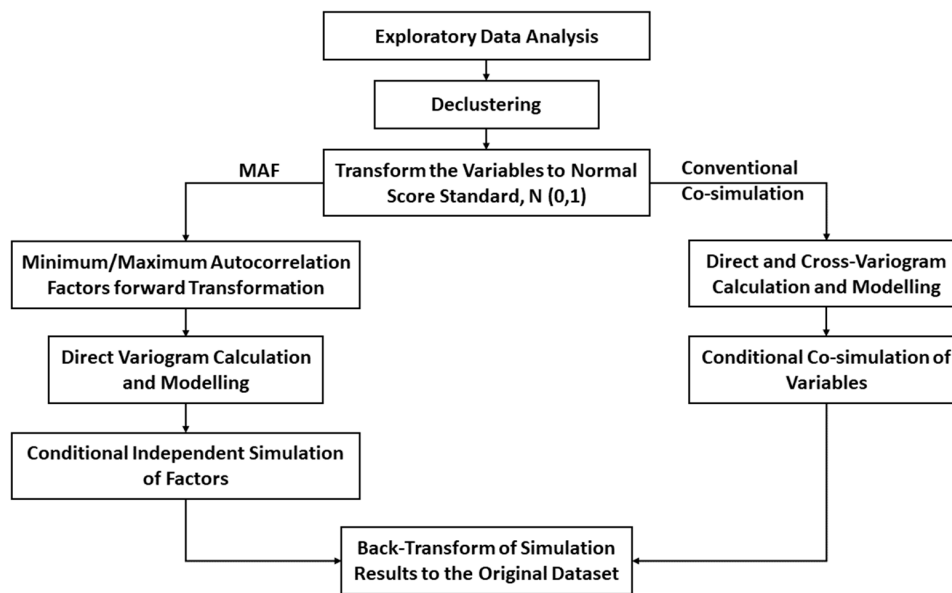 Exploratory Data Analysis
Declustering
Transform the Variables to Normal
Score Standard, N (0,1)
MAF
Conventional
Co-simulation
Minimum/Maximum Autocorrelation
Factors forward Transformation
Direct and Cross-Variogram
Calculation and Modelling
Direct Variogram Calculation
and Modelling
Conditional Co-simulation of
Variables
Conditional Independent Simulation
of Factors
Back-Transform of Simulation
Results to the Original Dataset